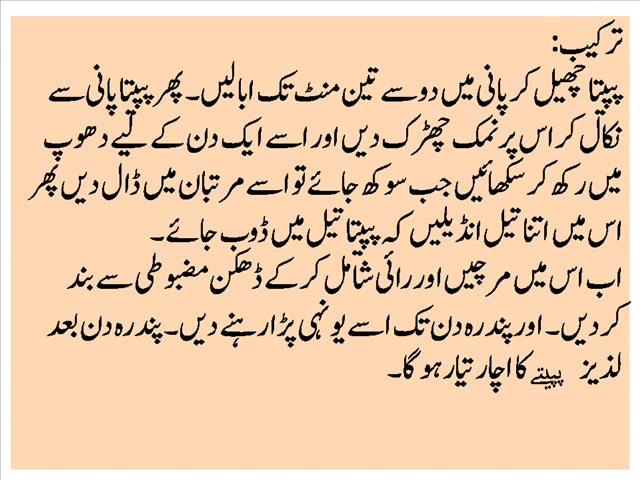 ترکیب:
پپیتا چھیل کر پانی میں دو سے تین منٹ تک ابالیں۔ پھر پپیتا پانی سے
نکال کر اس پر نمک چھڑک دیں اور اسے ایک دن کے لیے دھوپ
میں رکھ کر سکھائیں جب سوکھ جائے تو اسے مرتبان میں ڈال دیں پھر
اس میں اتنا تیل انڈیلیں کہ پپیتا تیل میں ڈوب جائے۔
اب اس میں مرچیں اور رائی شامل کر کے ڈھکن مضبوطی سے بند
کر دیں۔ اور پندرہ دن تک اسے یونہی پڑا رہنے دیں۔ پندرہ دن بعد
لذیز پپیتے کا اچار تیار ہو گا۔